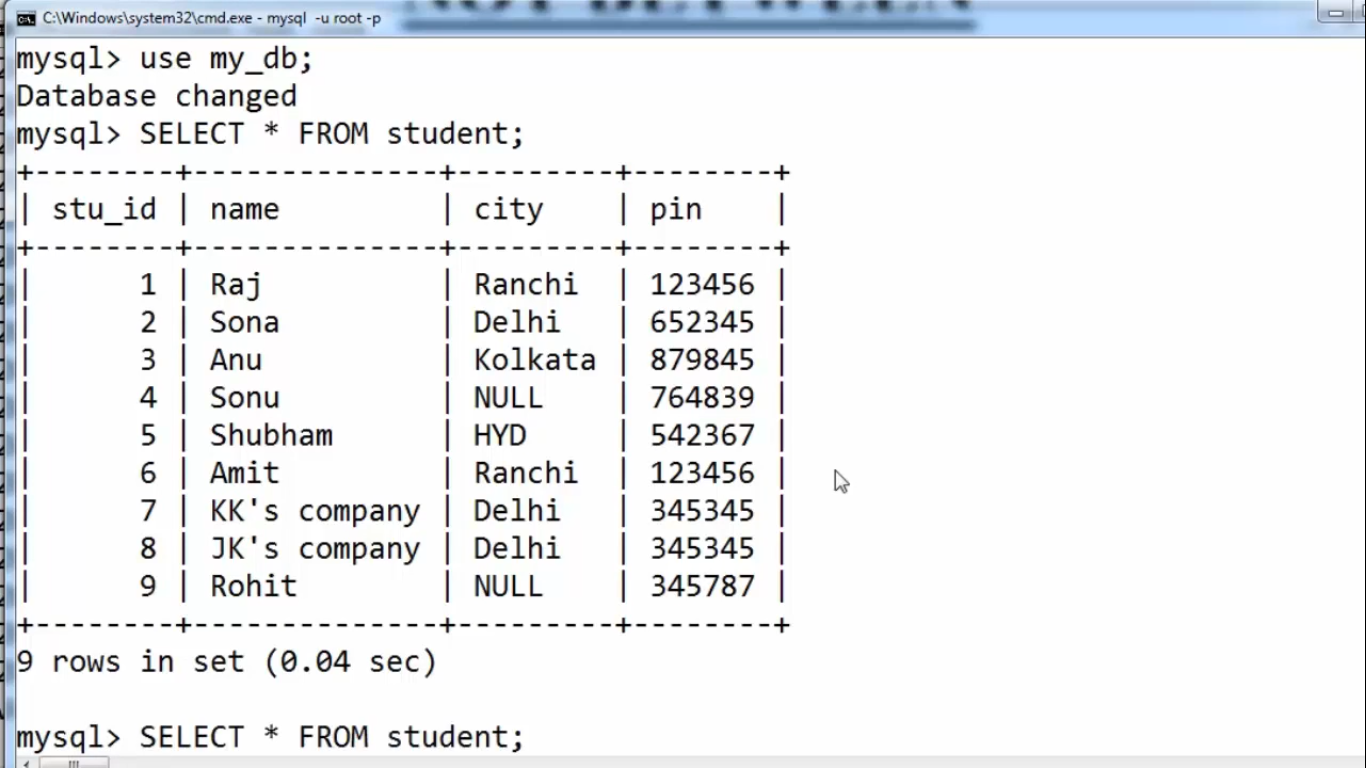 NOT BETWEEN
C:\Windows\system32\cmd.exe - mysql  -u root -p
mysql> use my_db;
Database changed
mysql> SELECT * FROM student;
+--------+--------------+---------+--------+
| stu_id | name         | city    | pin    |
+--------+--------------+---------+--------+
|      1 | Raj          | Ranchi  | 123456 |
|      2 | Sona         | Delhi   | 652345 |
|      3 | Anu          | Kolkata | 879845 |
|      4 | Sonu         | NULL    | 764839 |
|      5 | Shubham      | HYD     | 542367 |
|      6 | Amit         | Ranchi  | 123456 |
|      7 | KK's company | Delhi   | 345345 |
|      8 | JK's company | Delhi   | 345345 |
|      9 | Rohit        | NULL    | 345787 |
+--------+--------------+---------+--------+
9 rows in set (0.04 sec)
mysql> SELECT * FROM student;